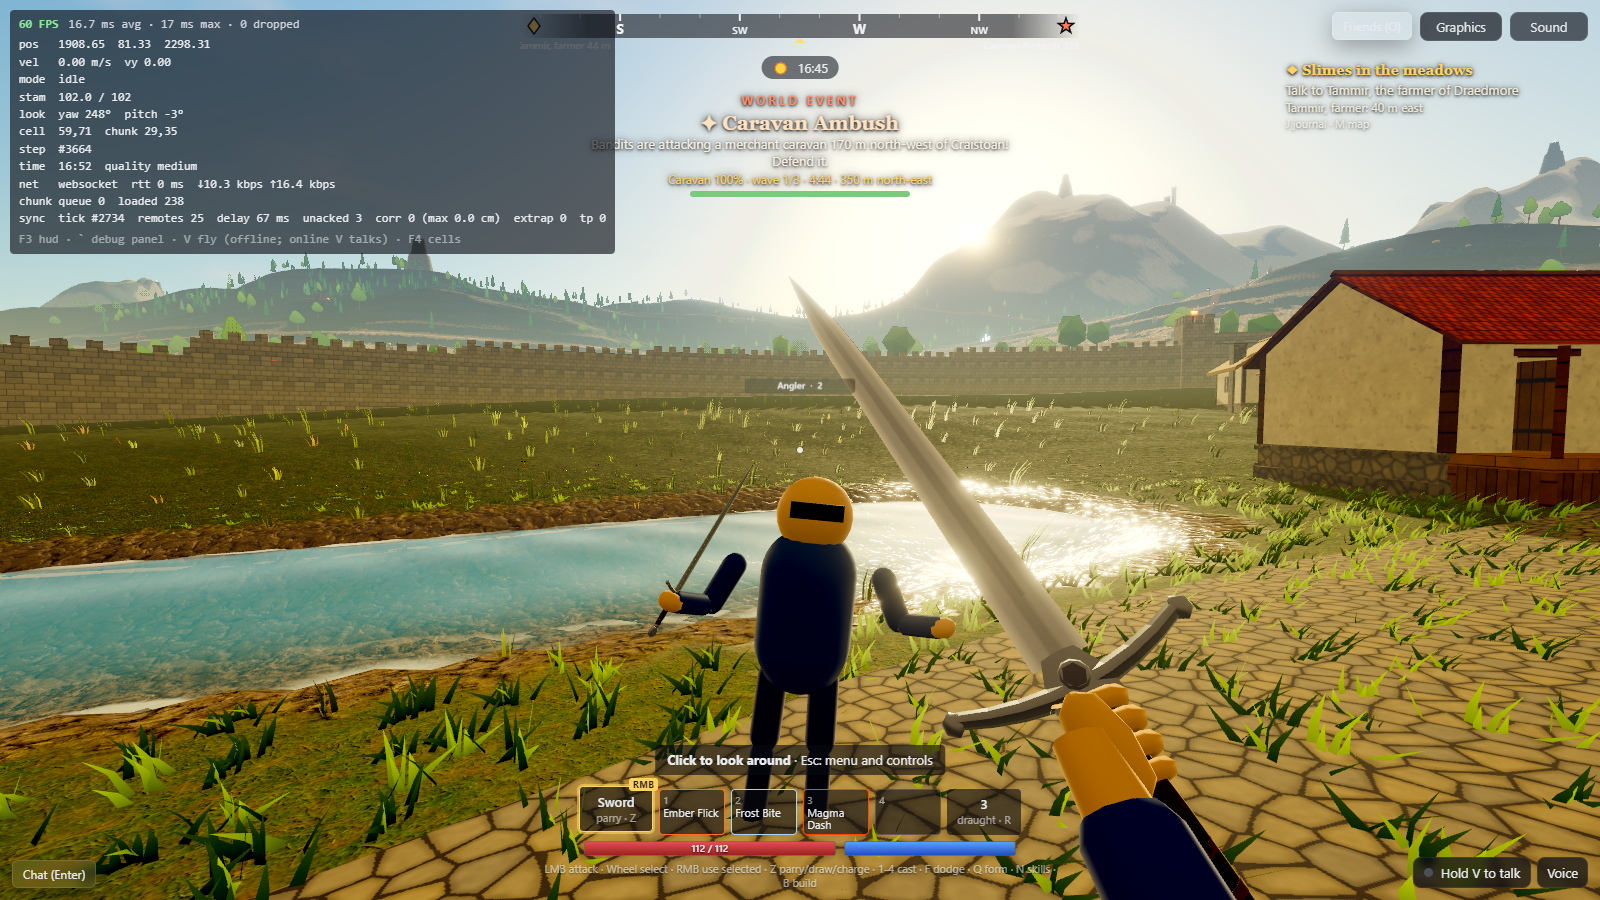 60 FPS 16.7 ms avg · 17 ms max · 0 dropped
pos 1908.65 81.33 2298.31
vel 0.00 m/s vy 0.00
mode idle
stam 102.0 / 102
look yaw 248° pitch -3°
cell 59,71 chunk 29,35
step #3664
time 16:52 quality medium
net websocket rtt 0 ms ↓10.3 kbps ↑16.4 kbps
chunk queue 0 loaded 238
sync tick #2734 remotes 25 delay 67 ms unacked 3 corr 0 (max 0.0 cm) extrap 0 tp 0
F3 hud · ` debug panel · V fly (offline; online V talks) · F4 cells
S SW W NW
Tammir, farmer 44 m
16:45
WORLD EVENT
✦ Caravan Ambush
Bandits are attacking a merchant caravan 170 m north-west of Craistoan!
Defend it.
Caravan 100% · wave 1/3 · 4:44 · 350 m north-east
Friends (O)
Graphics
Sound
◆ Slimes in the meadows
Talk to Tammir, the farmer of Draedmore
Tammir, farmer: 40 m east
J journal · M map
Angler · 2
Click to look around · Esc: menu and controls
RMB
Sword
parry · Z
1
Ember Flick
2
Frost Bite
3
Magma
Dash
4
3
draught · R
112 / 112
LMB attack · Wheel select · RMB use selected · Z parry/draw/charge · 1-4 cast · F dodge · Q form · N skills ·
B build
Chat (Enter)
Hold V to talk
Voice